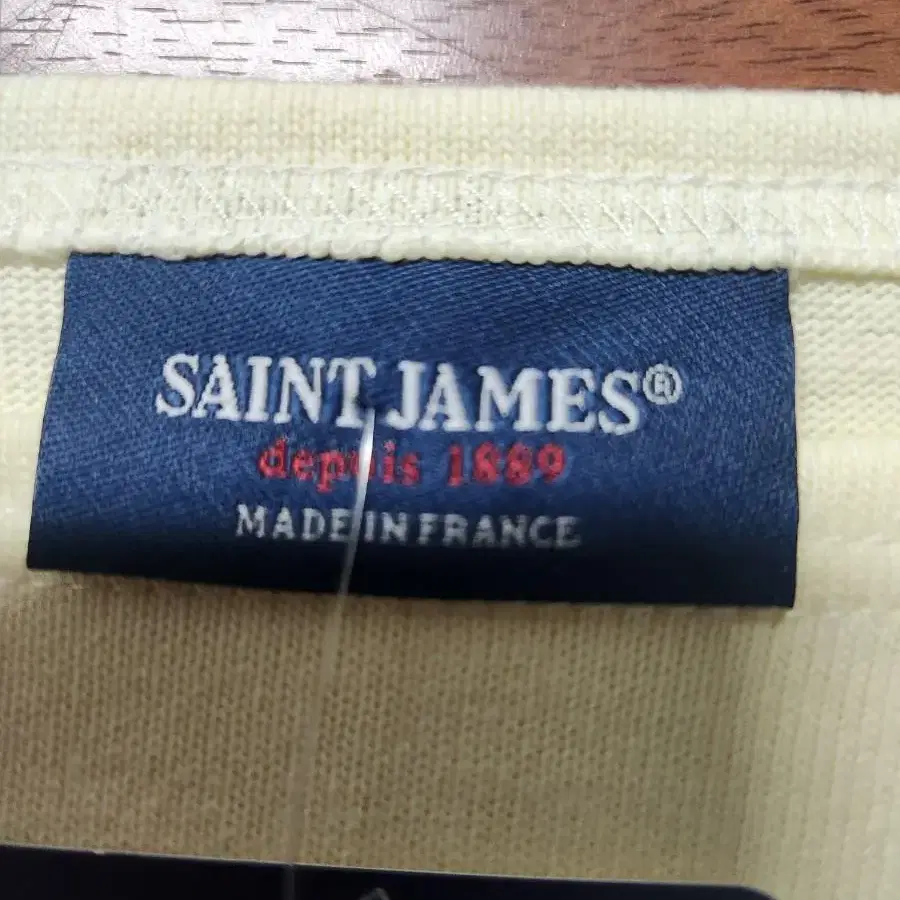 SAINT JAMES®
depuis 1889
MADE IN FRANCE